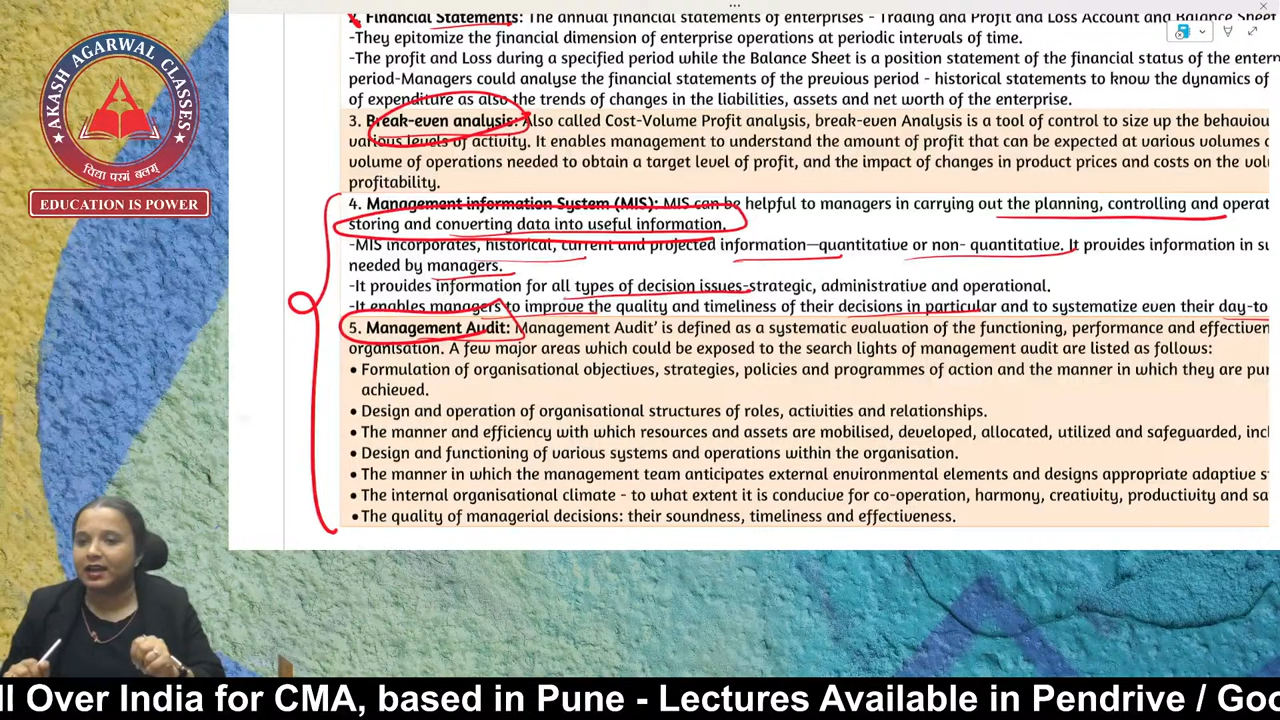 Financial Statements: The annual financial statements of enterprises - Trading and Profit and Loss Account and Balance Sheet
-They epitomize the financial dimension of enterprise operations at periodic intervals of time.
-The profit and Loss during a specified period while the Balance Sheet is a position statement of the financial status of the enter
period-Managers could analyse the financial statements of the previous period - historical statements to know the dynamics of
of expenditure as also the trends of changes in the liabilities, assets and net worth of the enterprise.
3. Break-even analysis: Also called Cost-Volume Profit analysis, break-even Analysis is a tool of control to size up the behaviou
various levels of activity. It enables management to understand the amount of profit that can be expected at various volumes
volume of operations needed to obtain a target level of profit, and the impact of changes in product prices and costs on the vol
profitability.
4. Management information System (MIS): MIS can be helpful to managers in carrying out the planning, controlling and operat
storing and converting data into useful information.
-MIS incorporates, historical, current and projected information—quantitative or non- quantitative. It provides information in su
needed by managers.
-It provides information for all types of decision issues-strategic, administrative and operational.
-It enables managers to improve the quality and timeliness of their decisions in particular and to systematize even their day-to
5. Management Audit: Management Audit' is defined as a systematic evaluation of the functioning, performance and effectiven
organisation. A few major areas which could be exposed to the search lights of management audit are listed as follows:
• Formulation of organisational objectives, strategies, policies and programmes of action and the manner in which they are pur
achieved.
• Design and operation of organisational structures of roles, activities and relationships.
• The manner and efficiency with which resources and assets are mobilised, developed, allocated, utilized and safeguarded, incl
• Design and functioning of various systems and operations within the organisation.
• The manner in which the management team anticipates external environmental elements and designs appropriate adaptive s
• The internal organisational climate - to what extent it is conducive for co-operation, harmony, creativity, productivity and sa
• The quality of managerial decisions: their soundness, timeliness and effectiveness.
AKASH AGARWAL CLASSES
विद्या परमं बलम्
EDUCATION IS POWER
ll Over India for CMA, based in Pune - Lectures Available in Pendrive / Goo